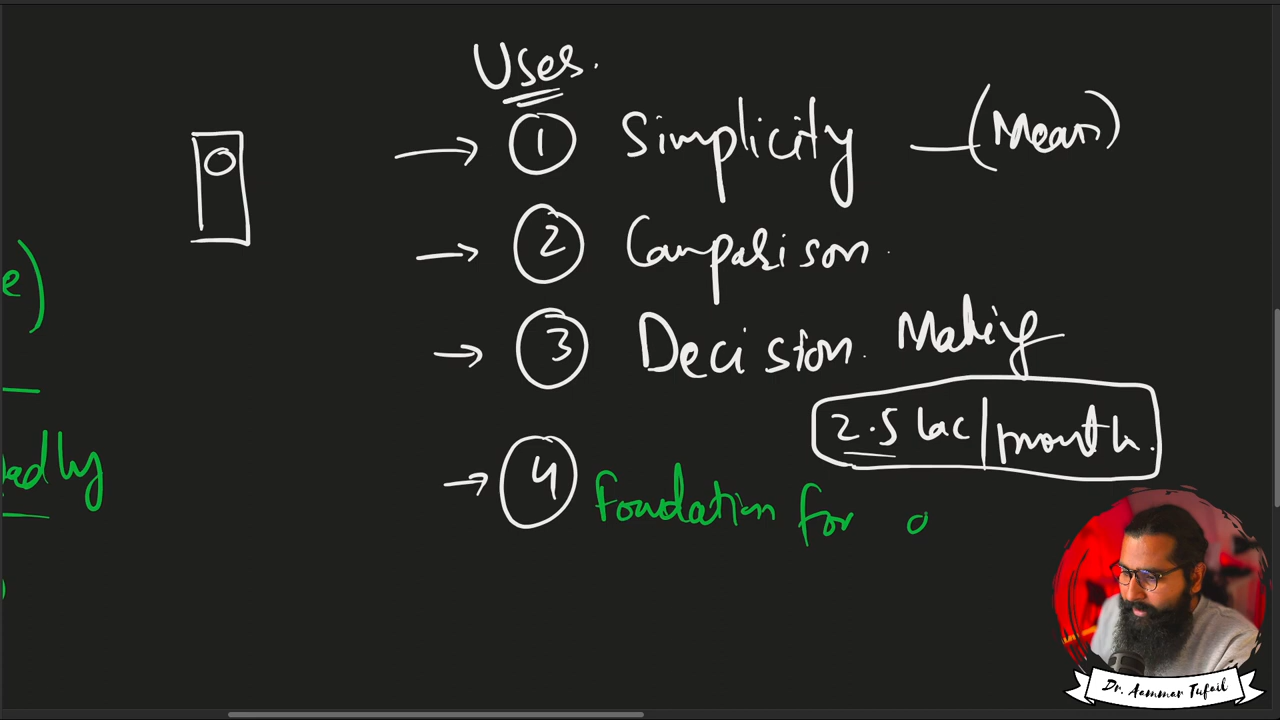 Uses.
→ 1 Simplicity — (Mean)
→ 2 Comparison.
e)
→ 3 Decision. Making
2.5 lac/month.
→ 4 Foundation for o
Dr. Aammar Tufail